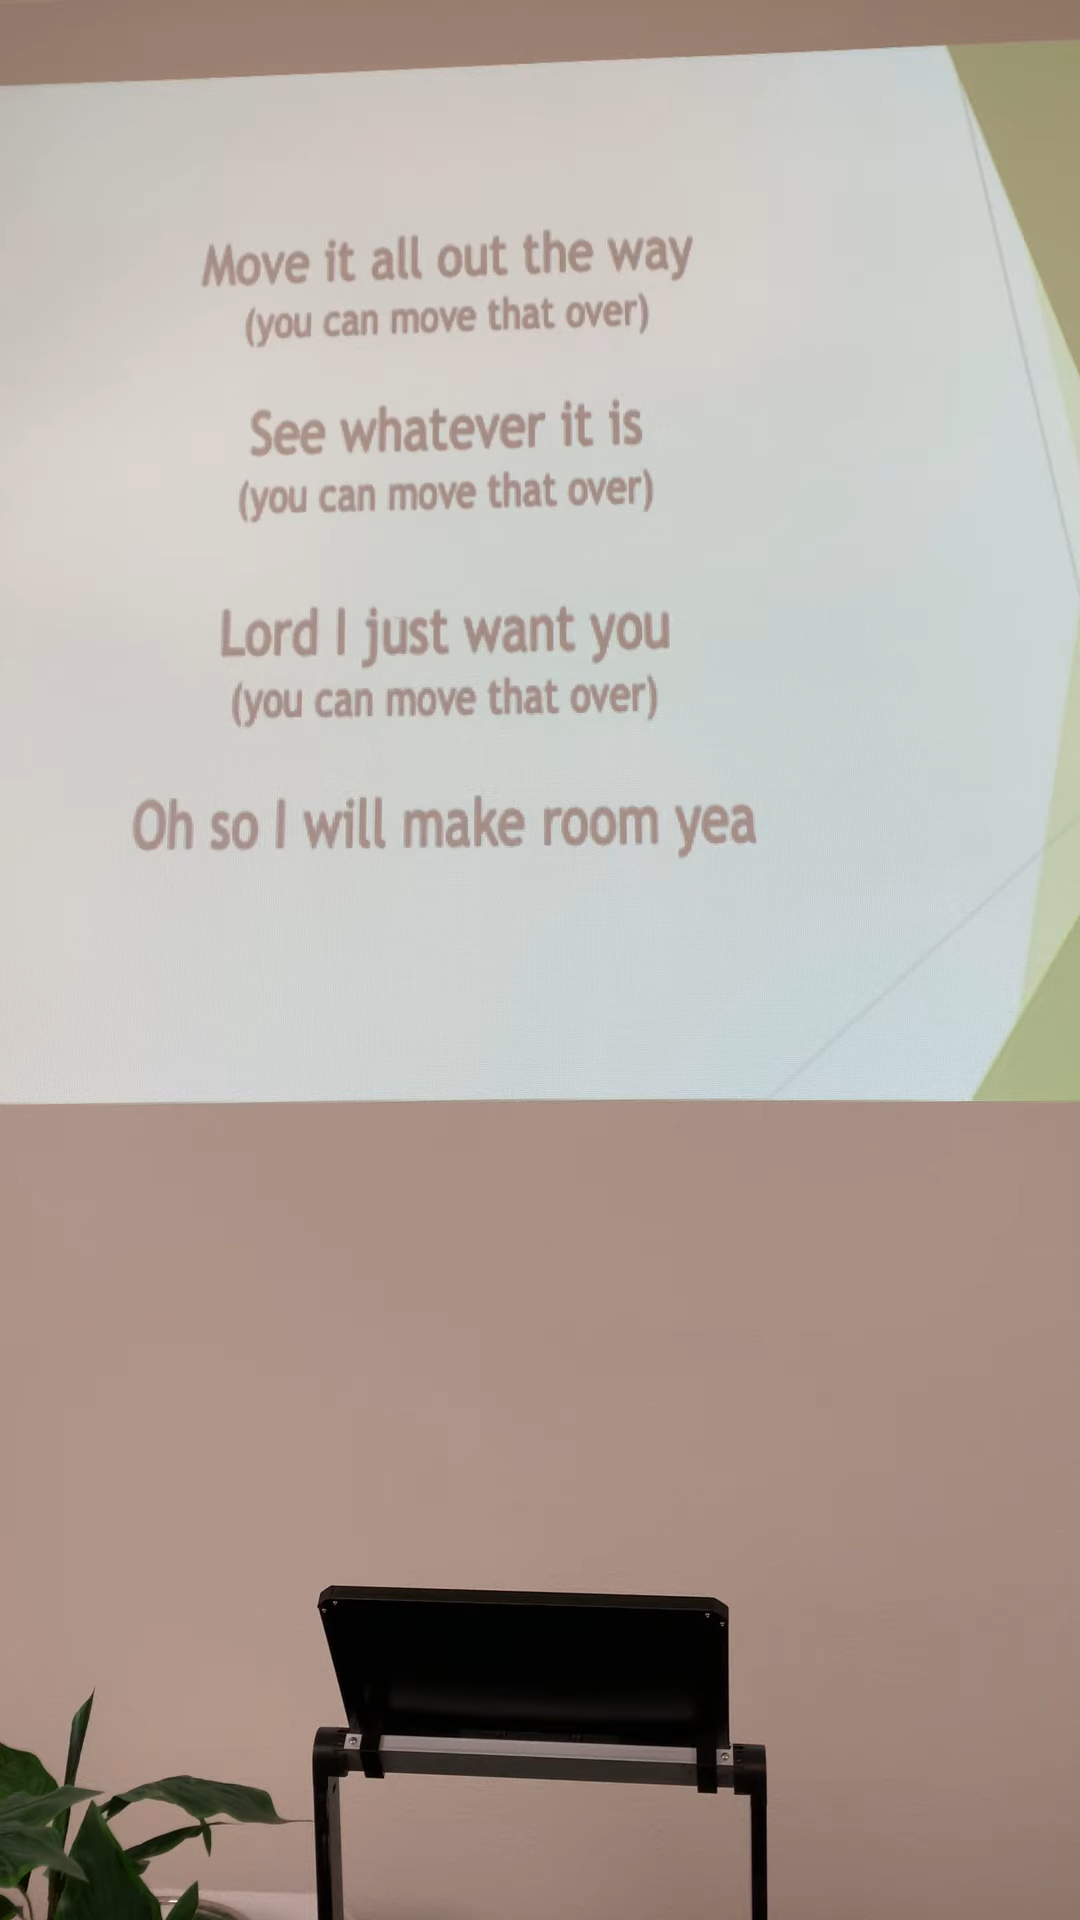 Move it all out the way
(you can move that over)
See whatever it is
(you can move that over)
Lord I just want you
(you can move that over)
Oh so I will make room yea